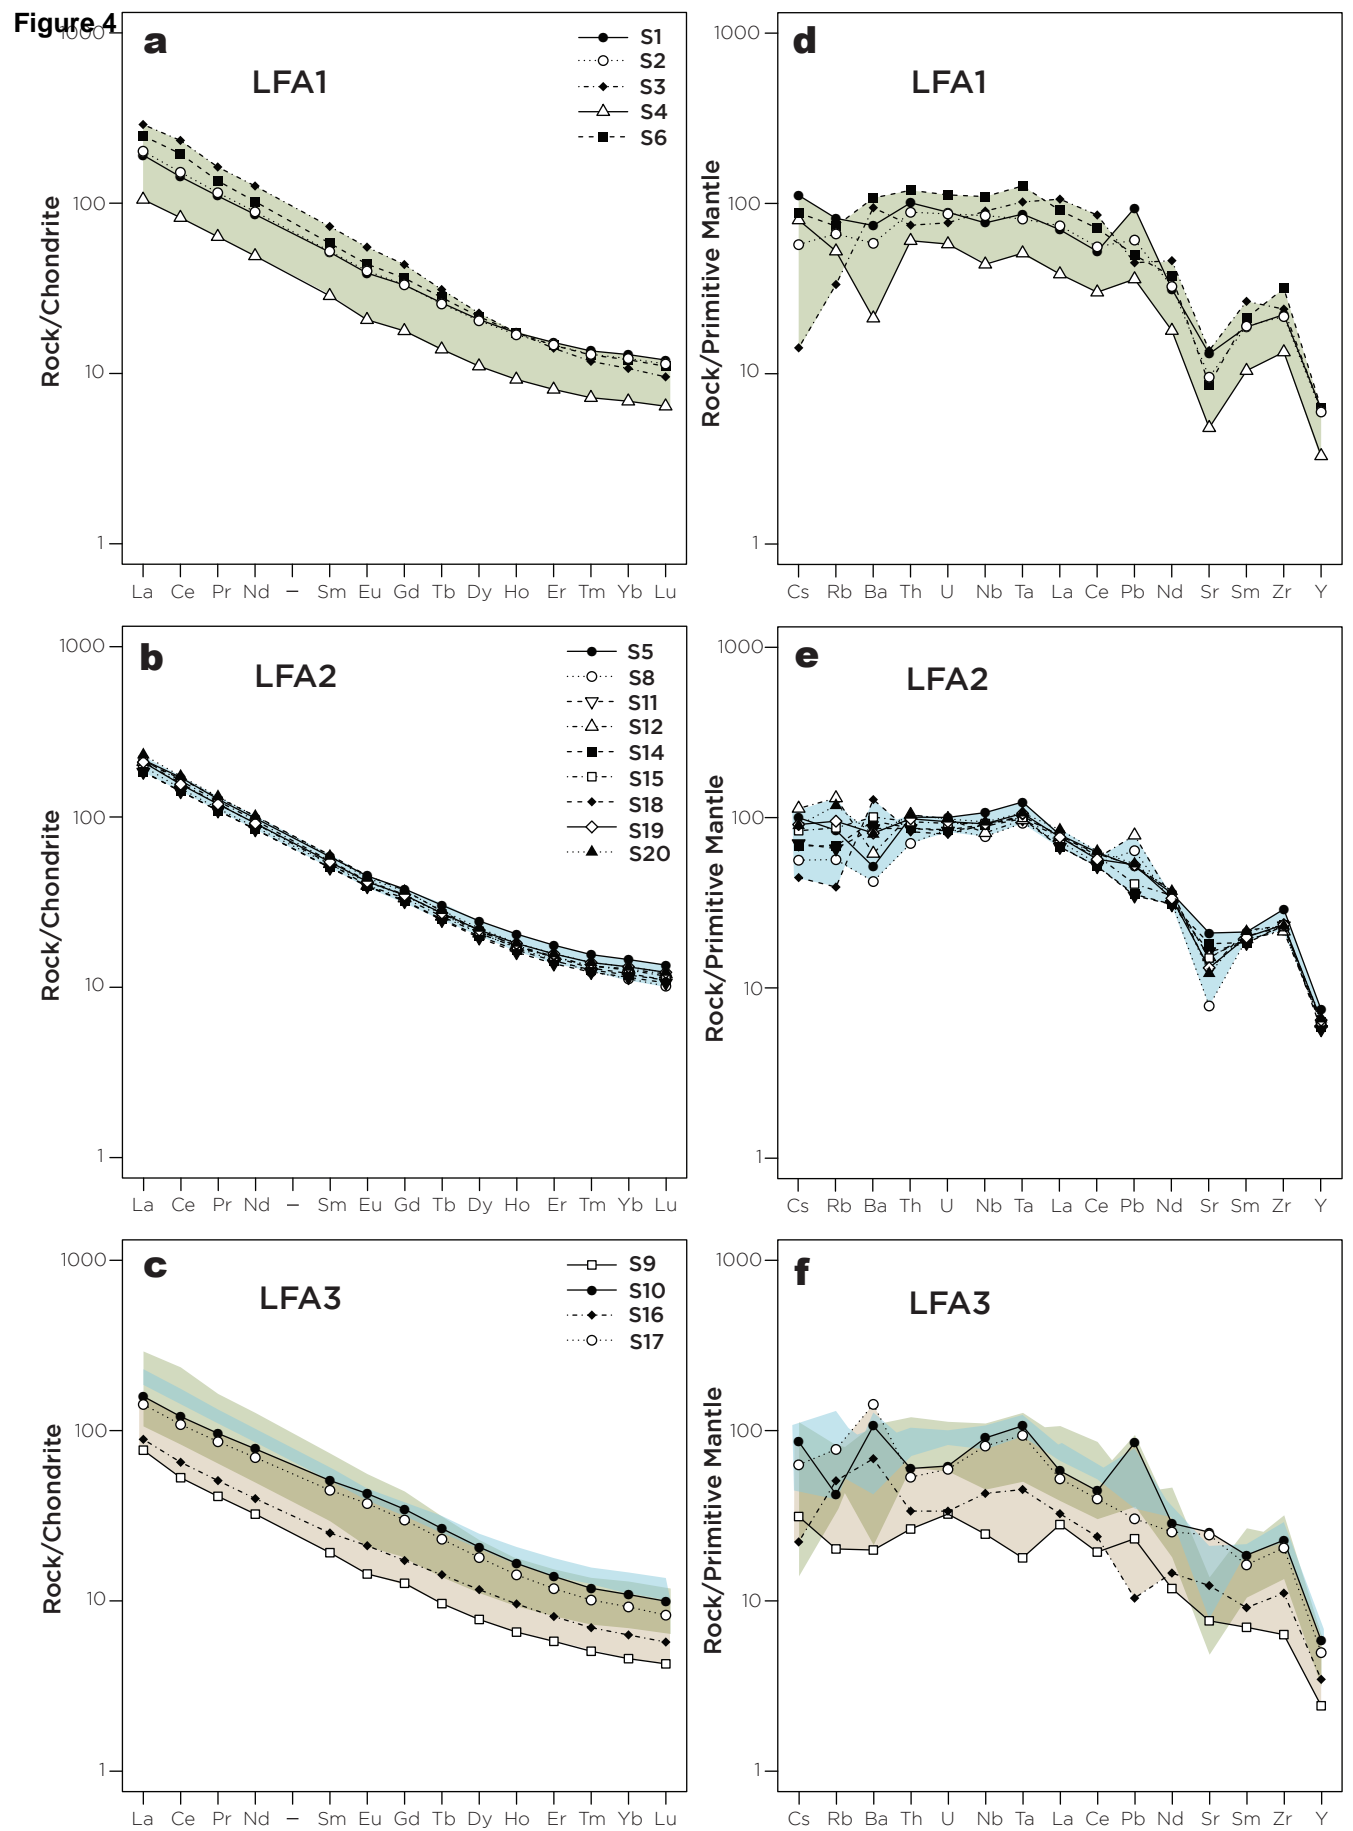 Figure 4
a
LFA1
S1
S2
S3
S4
S6
Rock/Chondrite
1000
100
10
1
La Ce Pr Nd – Sm Eu Gd Tb Dy Ho Er Tm Yb Lu
d
LFA1
Rock/Primitive Mantle
1000
100
10
1
Cs Rb Ba Th U Nb Ta La Ce Pb Nd Sr Sm Zr Y
b
LFA2
S5
S8
S11
S12
S14
S15
S18
S19
S20
Rock/Chondrite
1000
100
10
1
La Ce Pr Nd – Sm Eu Gd Tb Dy Ho Er Tm Yb Lu
e
LFA2
Rock/Primitive Mantle
1000
100
10
1
Cs Rb Ba Th U Nb Ta La Ce Pb Nd Sr Sm Zr Y
c
LFA3
S9
S10
S16
S17
Rock/Chondrite
1000
100
10
1
La Ce Pr Nd – Sm Eu Gd Tb Dy Ho Er Tm Yb Lu
f
LFA3
Rock/Primitive Mantle
1000
100
10
1
Cs Rb Ba Th U Nb Ta La Ce Pb Nd Sr Sm Zr Y